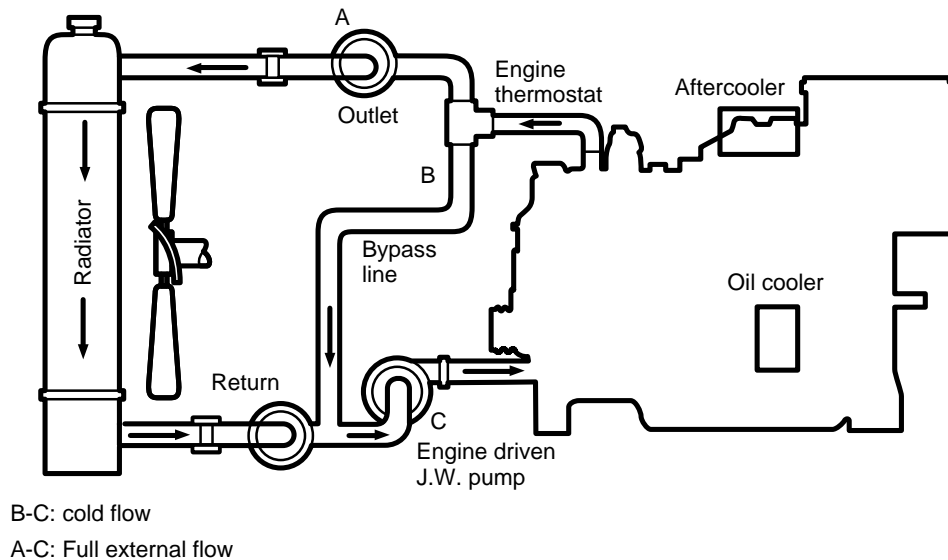 A
Outlet
Engine
thermostat
Aftercooler
B
Radiator
Bypass
line
Oil cooler
Return
C
Engine driven
J.W. pump
B-C: cold flow
A-C: Full external flow